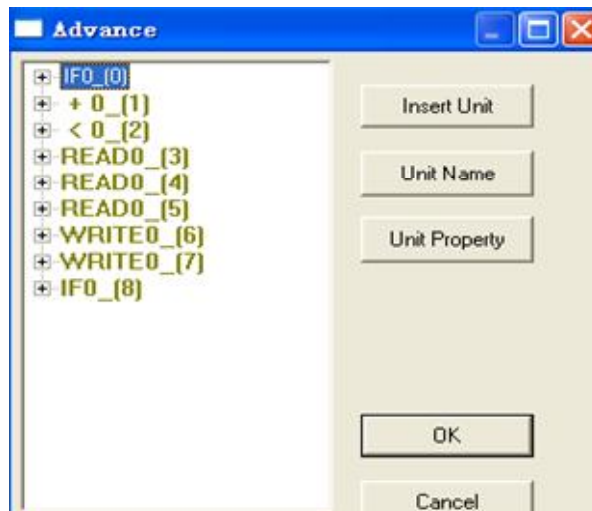 Advance
IF0_(0)
+ 0_(1)
< 0_(2)
READ0_(3)
READ0_(4)
READ0_(5)
WRITE0_(6)
WRITE0_(7)
IF0_(8)
Insert Unit
Unit Name
Unit Property
OK
Cancel